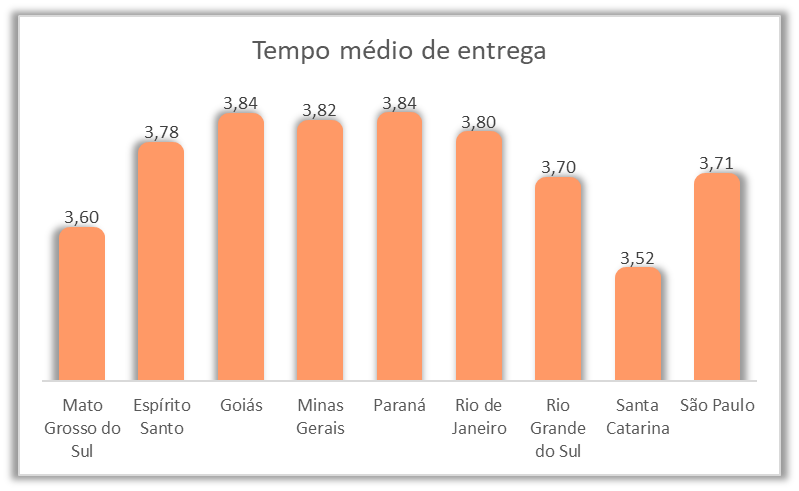 Tempo médio de entrega
3,60
3,78
3,84
3,82
3,84
3,80
3,70
3,52
3,71
Mato
Grosso do
Sul
Espírito
Santo
Goiás
Minas
Gerais
Paraná
Rio de
Janeiro
Rio
Grande
do Sul
Santa
Catarina
São Paulo